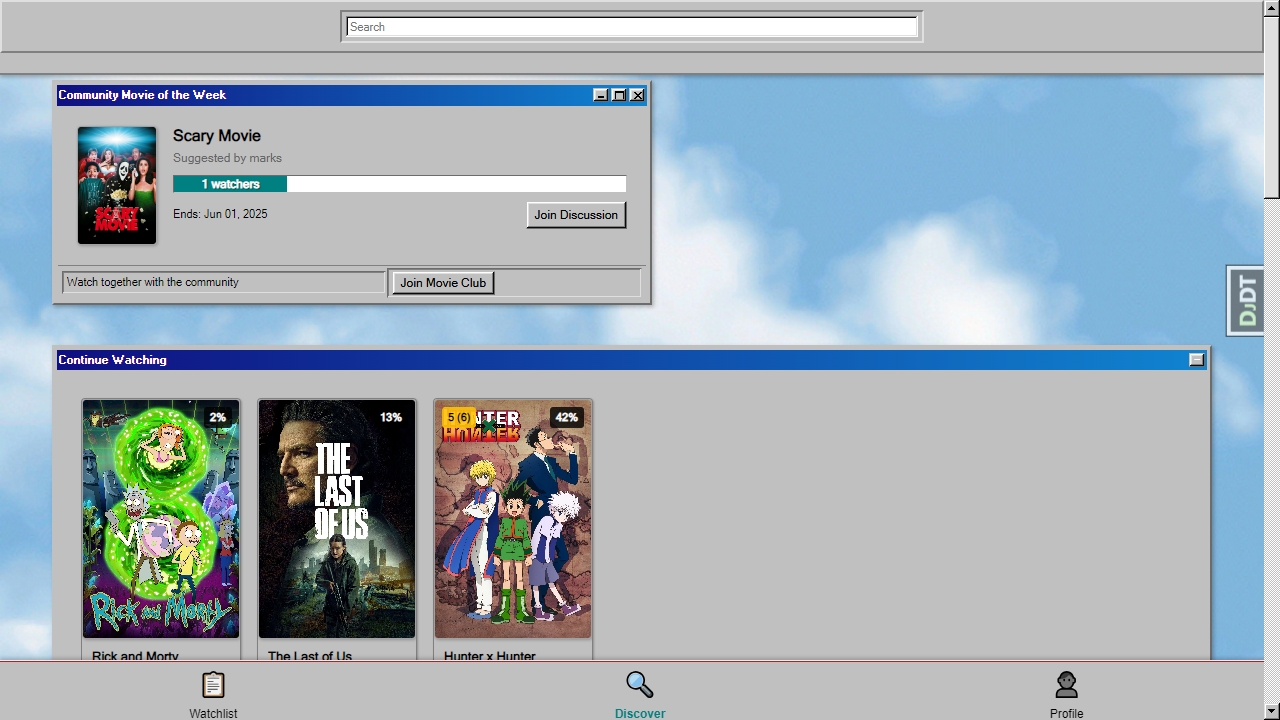 Search
Community Movie of the Week
Scary Movie
Suggested by marks
1 watchers
Ends: Jun 01, 2025
Join Discussion
SCARY
MOVIE
Watch together with the community
Join Movie Club
DJDT
Continue Watching
2%
13%
5 (6)
42%
HUNTER
HUNTER
THE
LAST
OF US
Rick and Morty
Rick and Morty
The Last of Us
Hunter x Hunter
Watchlist
Discover
Profile